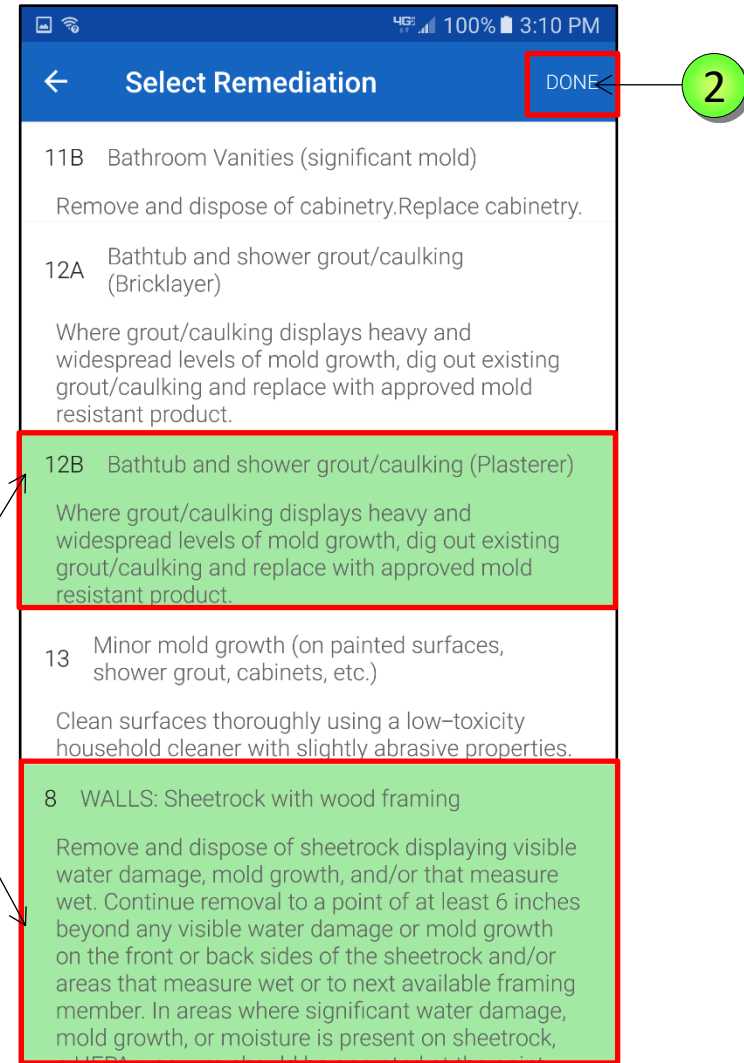 4G 100% 3:10 PM
← Select Remediation DONE
2
11B Bathroom Vanities (significant mold)
Remove and dispose of cabinetry.Replace cabinetry.
12A Bathtub and shower grout/caulking
(Bricklayer)
Where grout/caulking displays heavy and
widespread levels of mold growth, dig out existing
grout/caulking and replace with approved mold
resistant product.
12B Bathtub and shower grout/caulking (Plasterer)
Where grout/caulking displays heavy and
widespread levels of mold growth, dig out existing
grout/caulking and replace with approved mold
resistant product.
13 Minor mold growth (on painted surfaces,
shower grout, cabinets, etc.)
Clean surfaces thoroughly using a low–toxicity
household cleaner with slightly abrasive properties.
8 WALLS: Sheetrock with wood framing
Remove and dispose of sheetrock displaying visible
water damage, mold growth, and/or that measure
wet. Continue removal to a point of at least 6 inches
beyond any visible water damage or mold growth
on the front or back sides of the sheetrock and/or
areas that measure wet or to next available framing
member. In areas where significant water damage,
mold growth, or moisture is present on sheetrock,